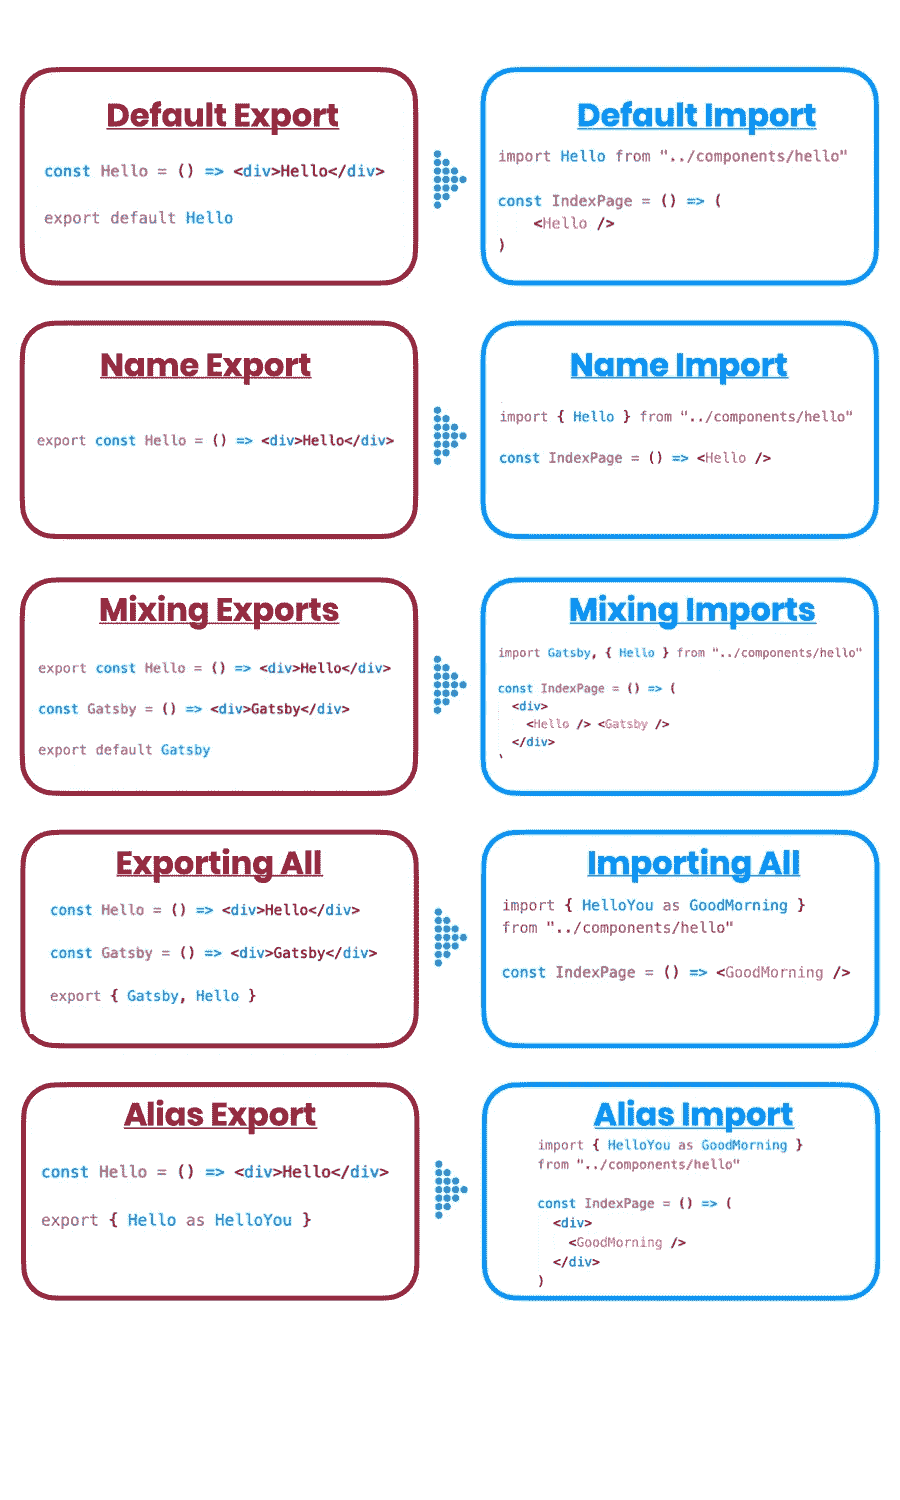 Default Export
const Hello = () => <div>Hello</div>
export default Hello
Default Import
import Hello from "../components/hello"
const IndexPage = () => (
<Hello />
)
Name Export
export const Hello = () => <div>Hello</div>
Name Import
import { Hello } from "../components/hello"
const IndexPage = () => <Hello />
Mixing Exports
export const Hello = () => <div>Hello</div>
const Gatsby = () => <div>Gatsby</div>
export default Gatsby
Mixing Imports
import Gatsby, { Hello } from "../components/hello"
const IndexPage = () => (
<div>
<Hello /> <Gatsby />
</div>
Exporting All
const Hello = () => <div>Hello</div>
const Gatsby = () => <div>Gatsby</div>
export { Gatsby, Hello }
Importing All
import { HelloYou as GoodMorning }
from "../components/hello"
const IndexPage = () => <GoodMorning />
Alias Export
const Hello = () => <div>Hello</div>
export { Hello as HelloYou }
Alias Import
import { HelloYou as GoodMorning }
from "../components/hello"
const IndexPage = () => (
<div>
<GoodMorning />
</div>
)